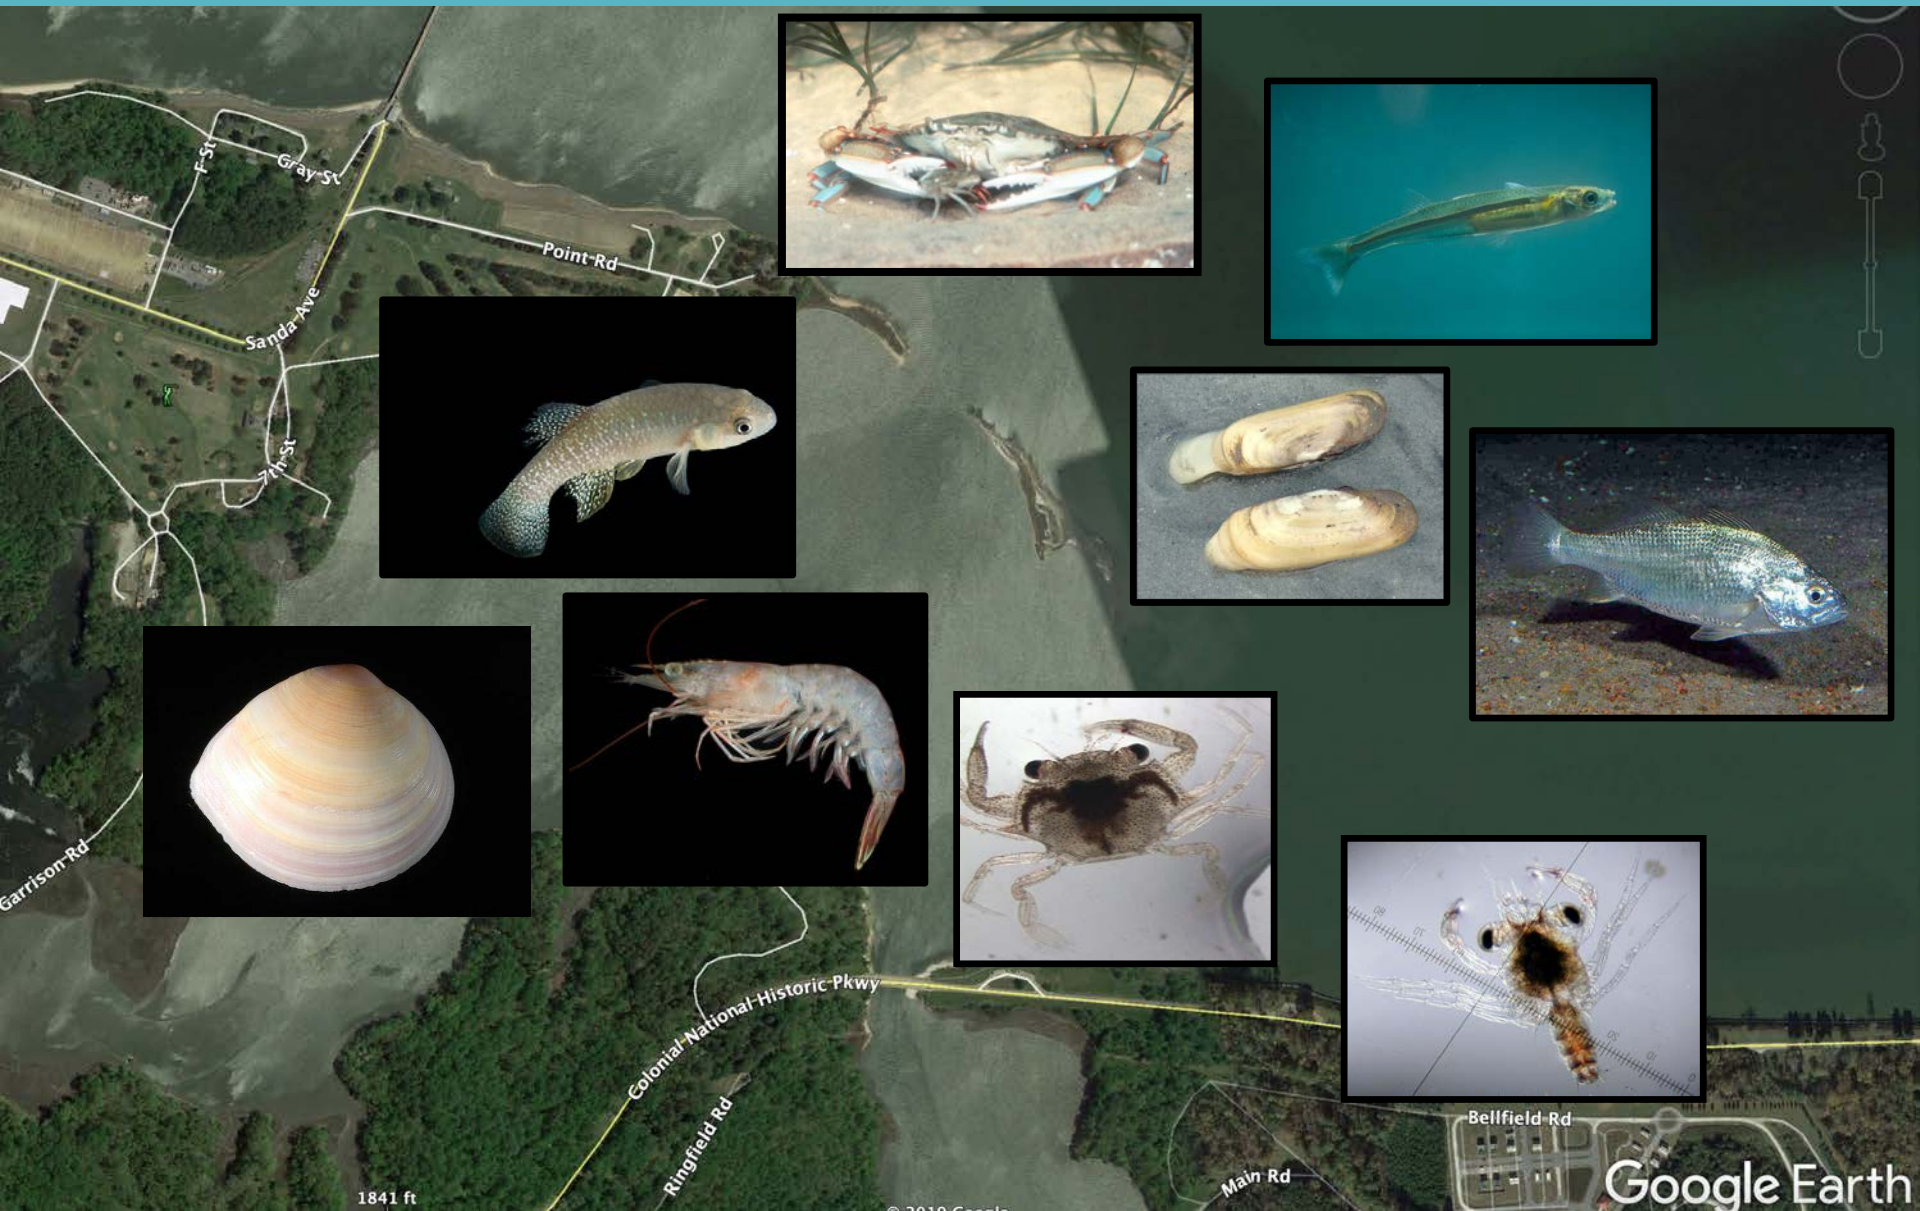 F-St
Gray-St
Point Rd
Sanda Ave
7th-St
Garrison-Rd
Colonial National Historic Pkwy
Ringfield Rd
Bellfield Rd
Main Rd
1841 ft
Google Earth